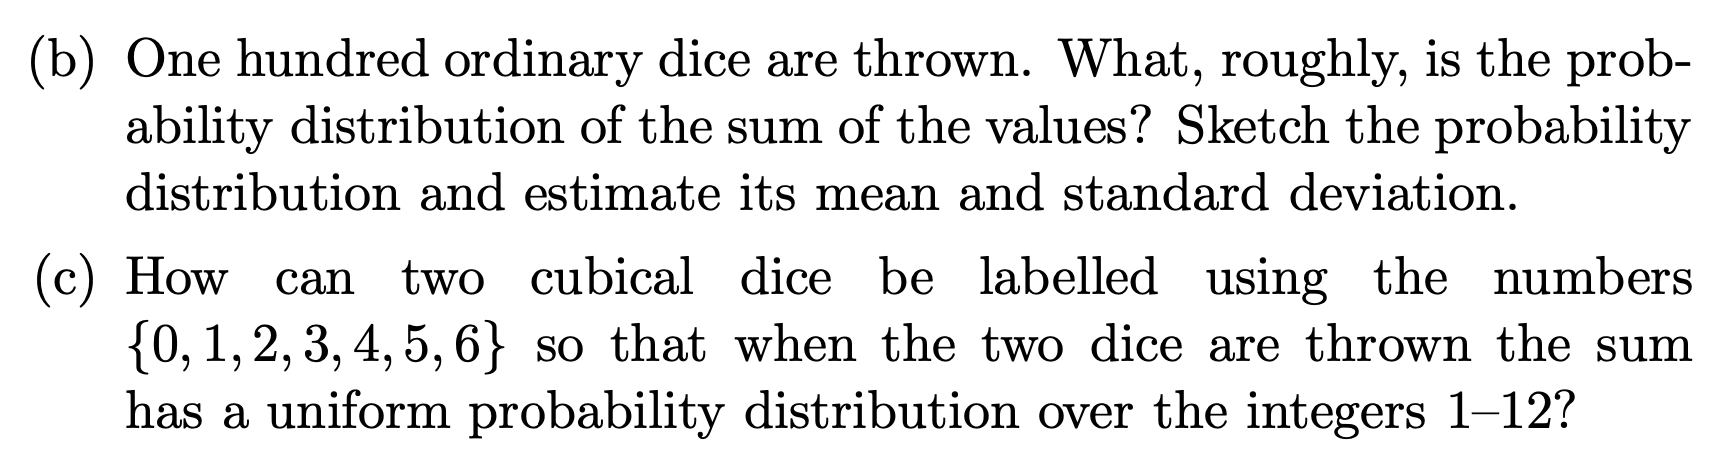 (b) One hundred ordinary dice are thrown. What, roughly, is the prob-
ability distribution of the sum of the values? Sketch the probability
distribution and estimate its mean and standard deviation.
(c) How can two cubical dice be labelled using the numbers
{0, 1, 2, 3, 4, 5, 6} so that when the two dice are thrown the sum
has a uniform probability distribution over the integers 1–12?